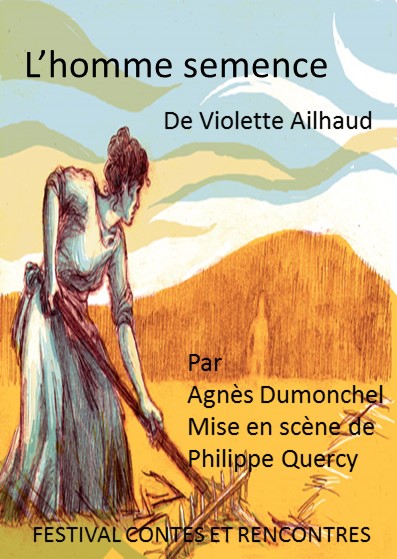 L’homme semence
De Violette Ailhaud
Par
Agnès Dumonchel
Mise en scène de
Philippe Quercy
FESTIVAL CONTES ET RENCONTRES